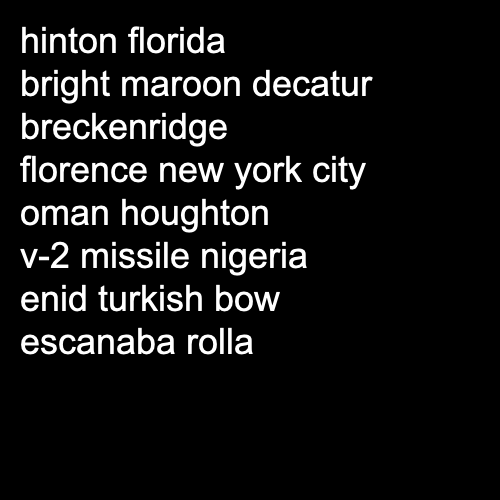 hinton florida
bright maroon decatur
breckenridge
florence new york city
oman houghton
v-2 missile nigeria
enid turkish bow
escanaba rolla